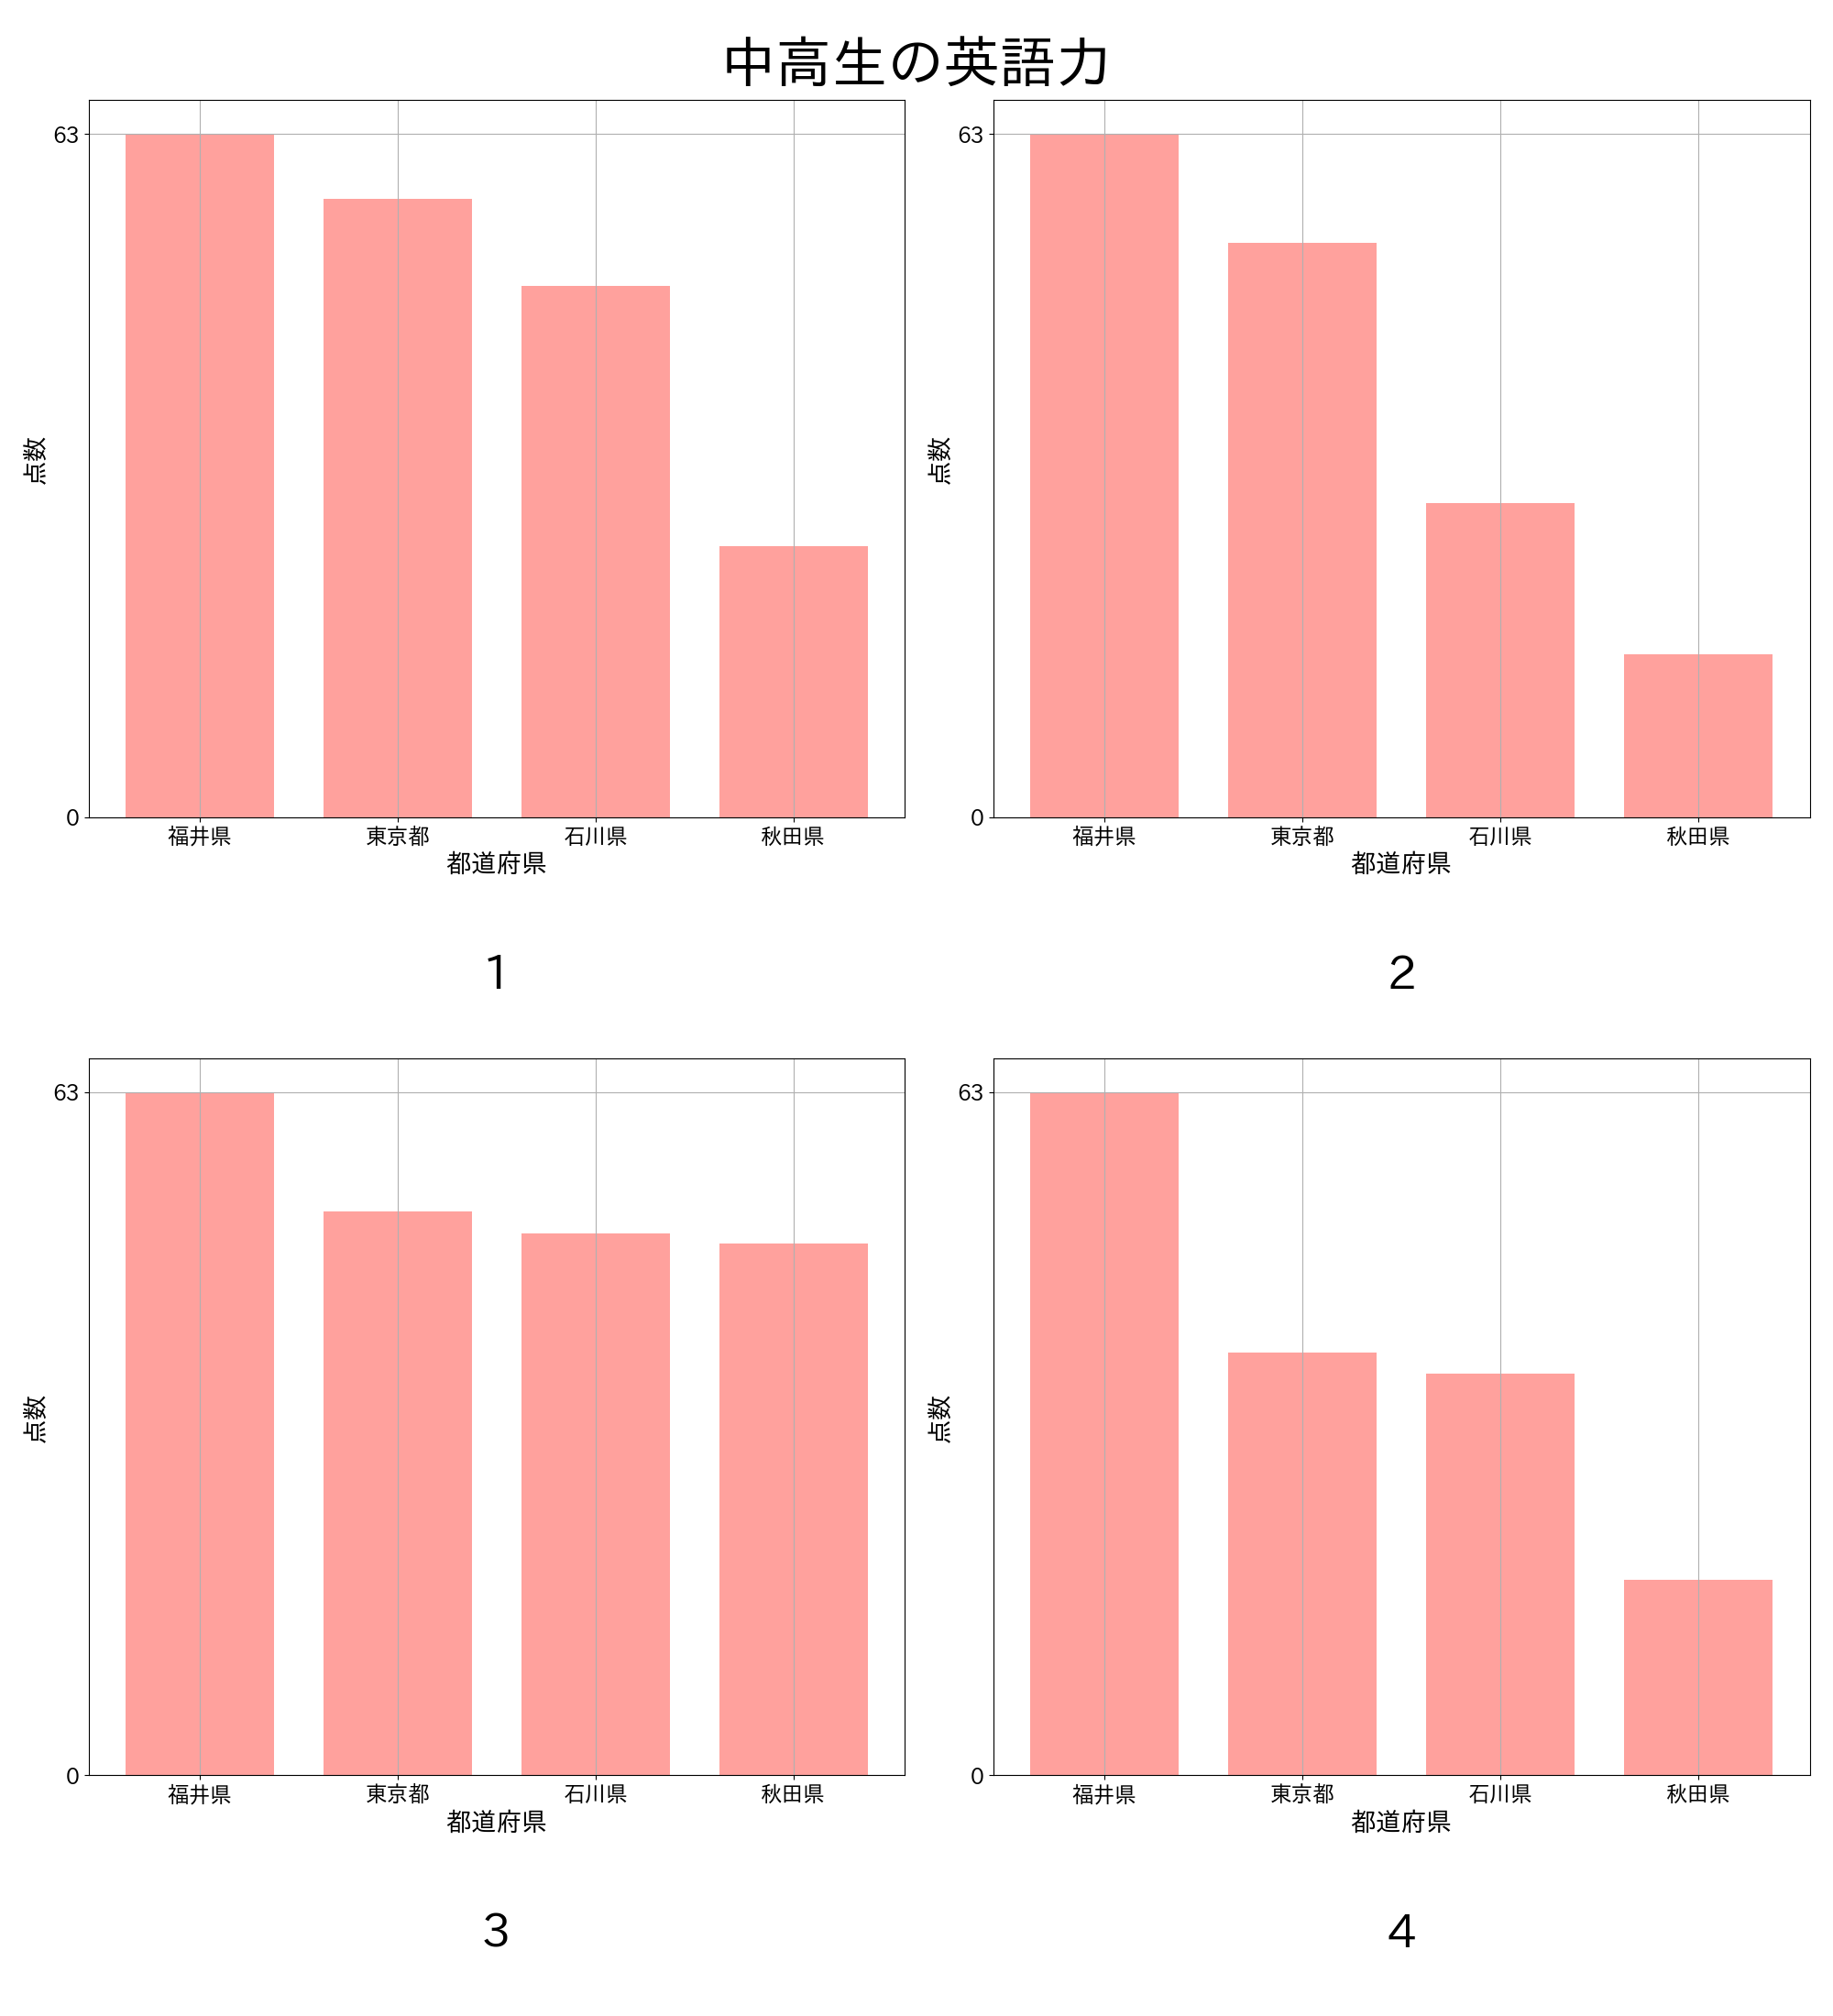 中高生の英語力
63
0
点数
福井県 東京都 石川県 秋田県
都道府県
1
63
0
点数
福井県 東京都 石川県 秋田県
都道府県
2
63
0
点数
福井県 東京都 石川県 秋田県
都道府県
3
63
0
点数
福井県 東京都 石川県 秋田県
都道府県
4